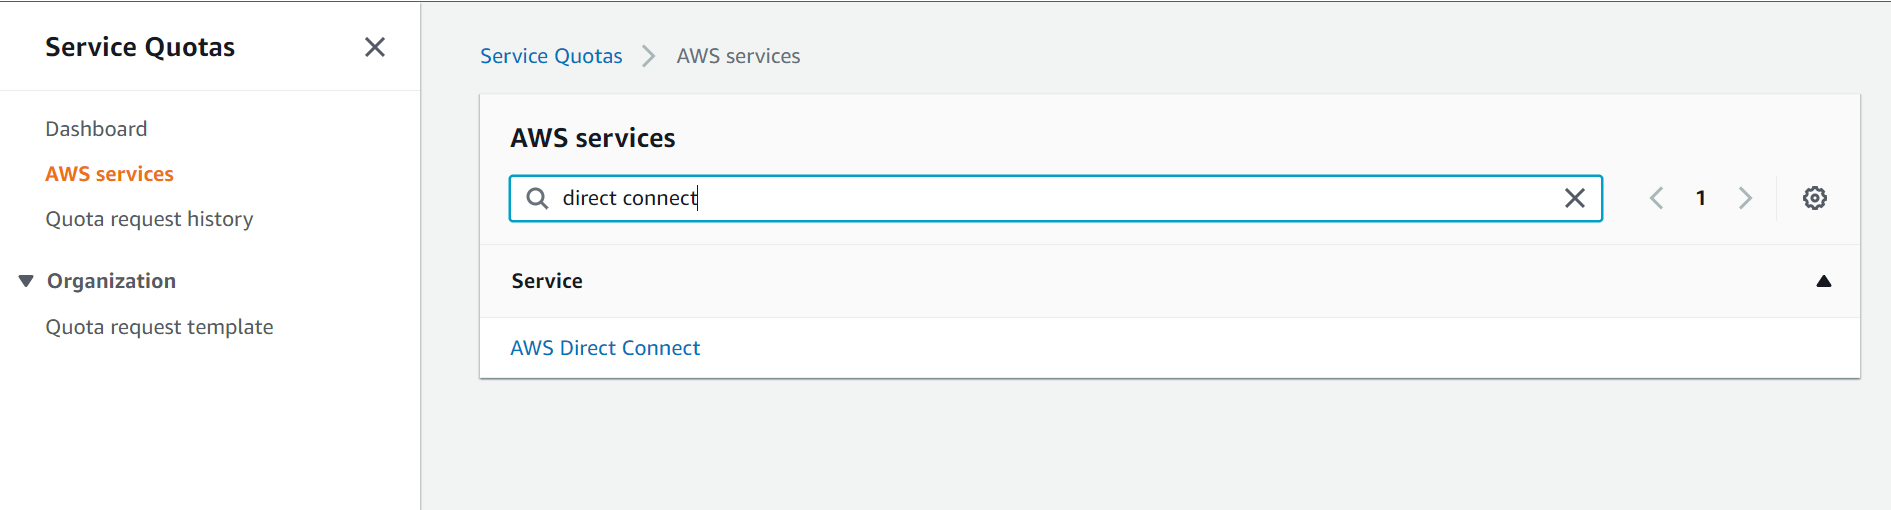 Service Quotas
Dashboard
AWS services
Quota request history
Organization
Quota request template
Service Quotas > AWS services
AWS services
direct connect
1
Service
AWS Direct Connect